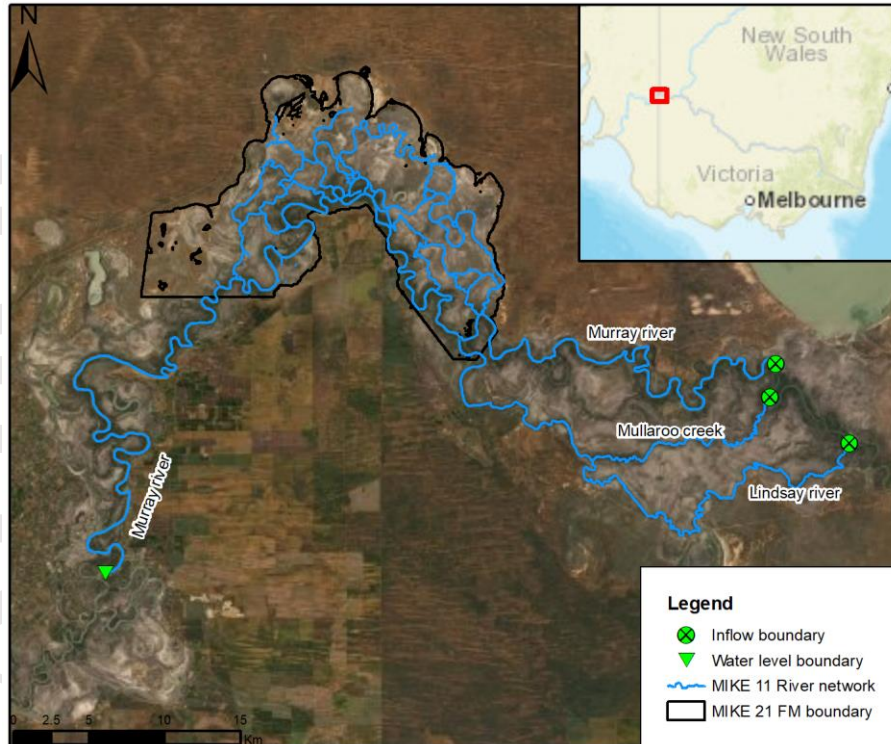 N
New South
Wales
Victoria
Melbourne
Murray river
Mullaroo creek
Lindsay river
Murray river
Legend
Inflow boundary
Water level boundary
MIKE 11 River network
MIKE 21 FM boundary
0 2.5 5 10 15
Km